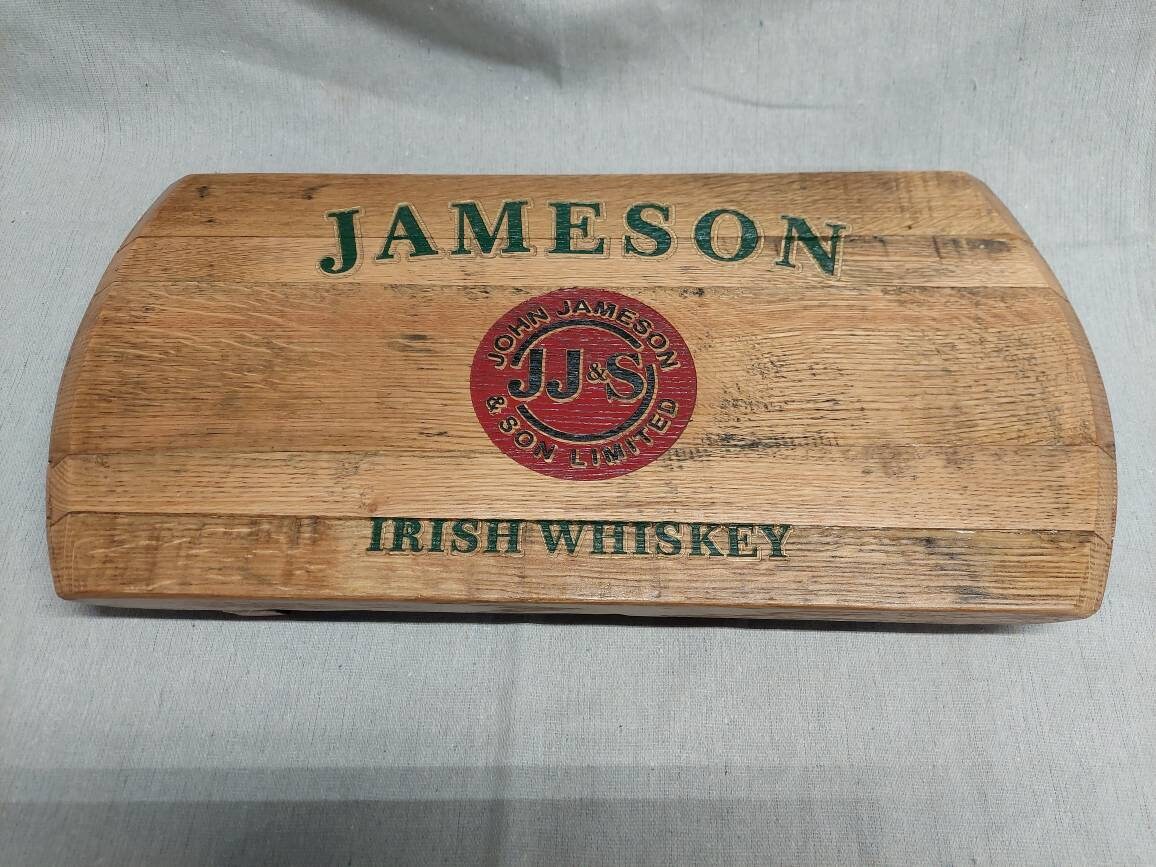 JAMESON
JOHN JAMESON
JJ&S
& SON LIMITED
IRISH WHISKEY